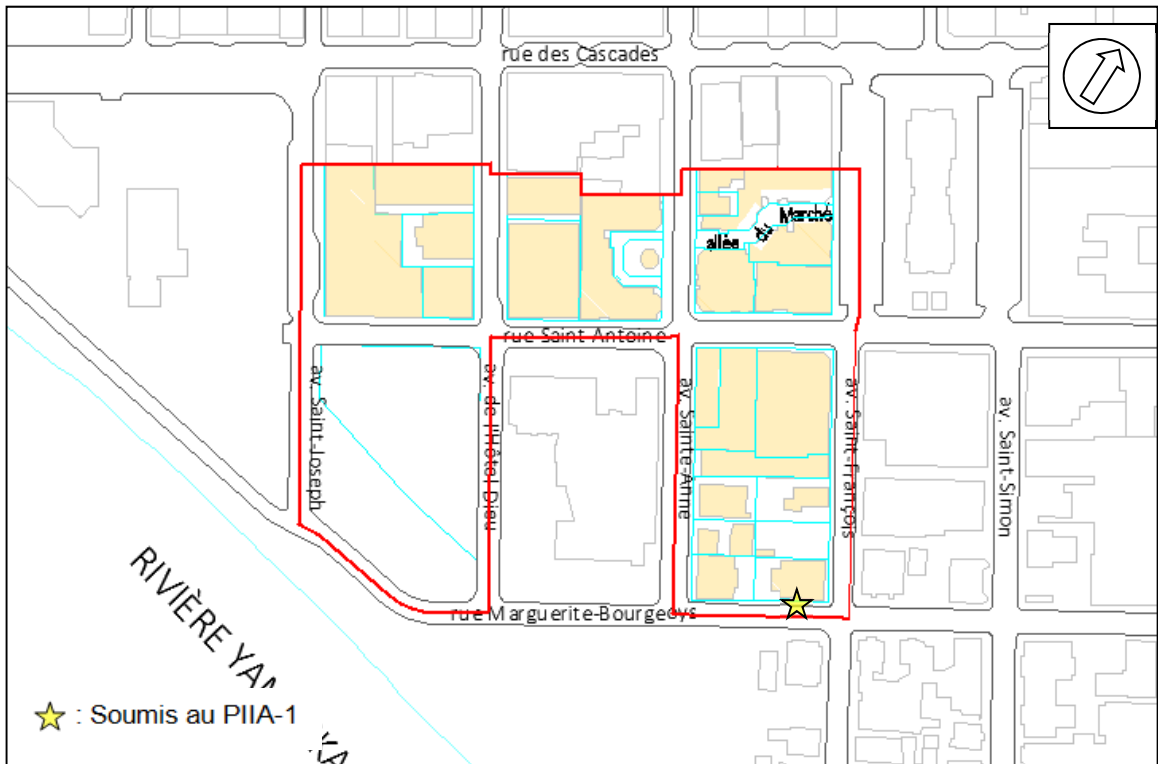 rue des Cascades
allée du Marché
rue Saint-Antoine
av. Saint-Joseph
av. de l'Hôtel-Dieu
av. Sainte-Anne
av. Saint-François
av. Saint-Simon
rue Marguerite-Bourgeoys
RIVIÈRE
: Soumis au PIIA-1